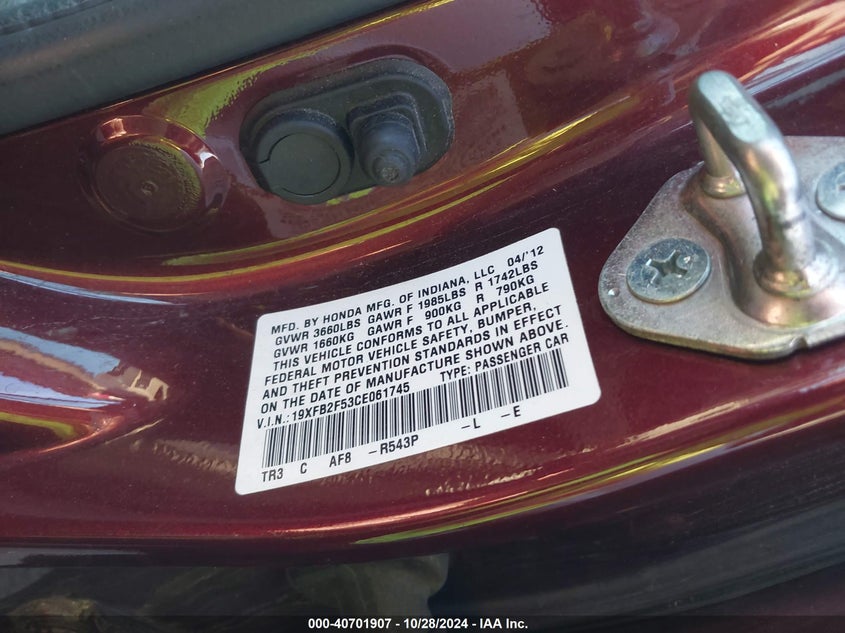 MFD. BY HONDA MFG. OF INDIANA, LLC 04/'12
GVWR 3660LBS GAWR F 1985LBS R 1742LBS
GVWR 1660KG GAWR F 900KG R 790KG
THIS VEHICLE CONFORMS TO ALL APPLICABLE
FEDERAL MOTOR VEHICLE SAFETY, BUMPER,
AND THEFT PREVENTION STANDARDS IN EFFECT
ON THE DATE OF MANUFACTURE SHOWN ABOVE.
V.I.N.:19XFB2F53CE061745 TYPE: PASSENGER CAR
TR3 C AF8 -R543P -L -E
000-40701907 - 10/28/2024 - IAA Inc.